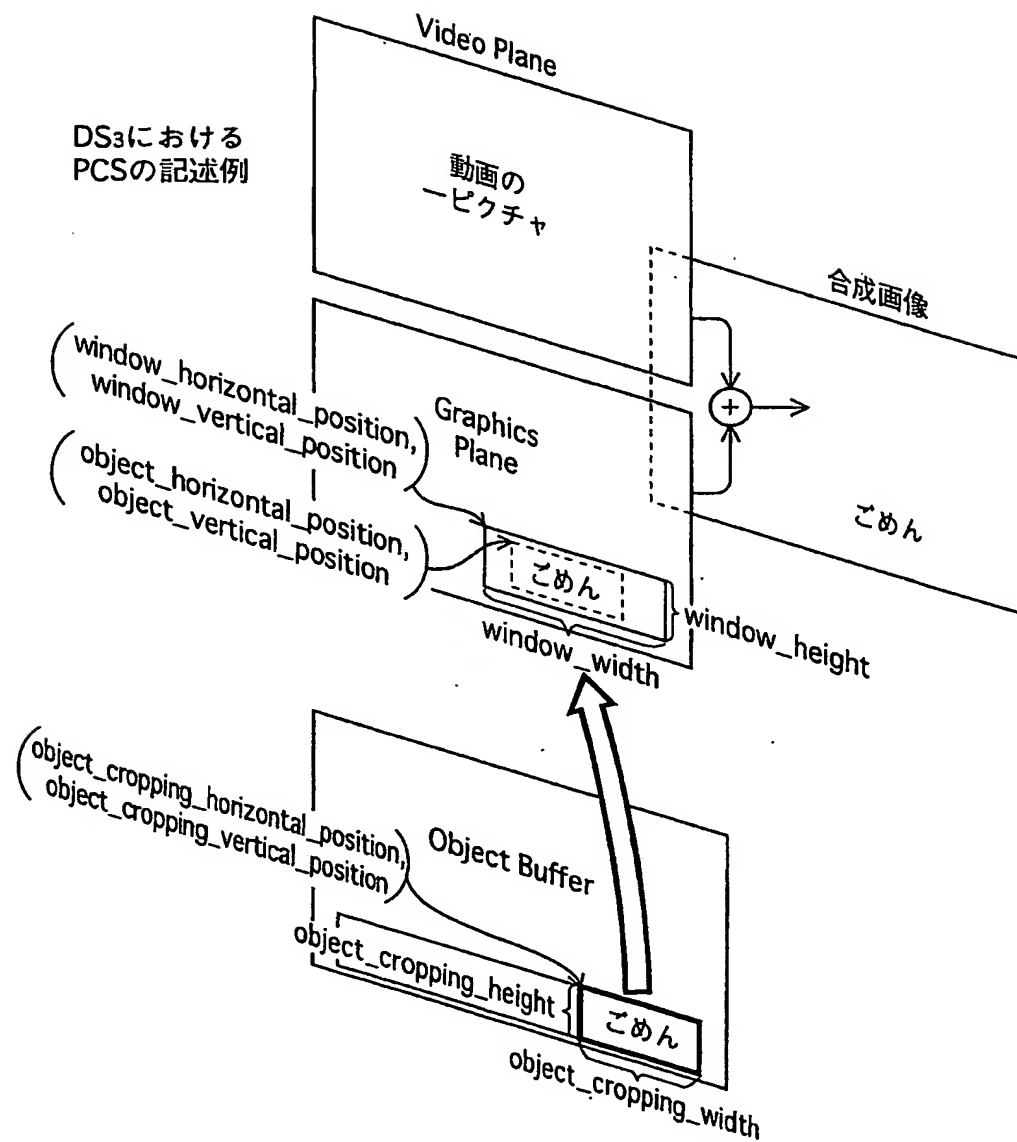 Video Plane
DS3における
PCSの記述例
動画の
一ピクチャ
合成画像
(window_horizontal_position,
window_vertical_position)
Graphics
Plane
(object_horizontal_position,
object_vertical_position)
+
ごめん
ごめん
window_height
window_width
(object_cropping_horizontal_position,
object_cropping_vertical_position)
Object Buffer
object_cropping_height
ごめん
object_cropping_width